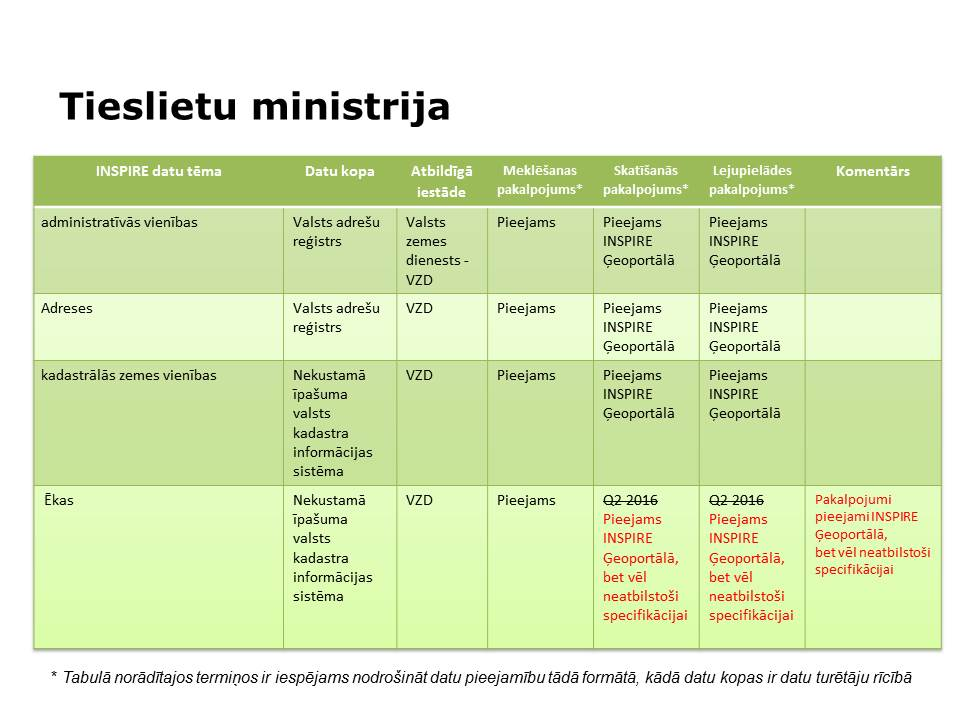 Tieslietu ministrija
INSPIRE datu tēma
Datu kopa
Atbildīgā
iestāde
Meklēšanas
pakalpojums*
Skatīšanās
pakalpojums*
Lejupielādes
pakalpojums*
Komentārs
administratīvās vienības
Valsts adrešu
reģistrs
Valsts
zemes
dienests -
VZD
Pieejams
Pieejams
INSPIRE
Ģeoportālā
Pieejams
INSPIRE
Ģeoportālā
Adreses
Valsts adrešu
reģistrs
VZD
Pieejams
Pieejams
INSPIRE
Ģeoportālā
Pieejams
INSPIRE
Ģeoportālā
kadastrālās zemes vienības
Nekustamā
īpašuma
valsts
kadastra
informācijas
sistēma
VZD
Pieejams
Pieejams
INSPIRE
Ģeoportālā
Pieejams
INSPIRE
Ģeoportālā
Ēkas
Nekustamā
īpašuma
valsts
kadastra
informācijas
sistēma
VZD
Pieejams
Q2 2016
Pieejams
INSPIRE
Ģeoportālā,
bet vēl
neatbilstoši
specifikācijai
Q2 2016
Pieejams
INSPIRE
Ģeoportālā,
bet vēl
neatbilstoši
specifikācijai
Pakalpojumi
pieejami INSPIRE
Ģeoportālā,
bet vēl neatbilstoši
specifikācijai
* Tabulā norādītajos termiņos ir iespējams nodrošināt datu pieejamību tādā formātā, kādā datu kopas ir datu turētāju rīcībā